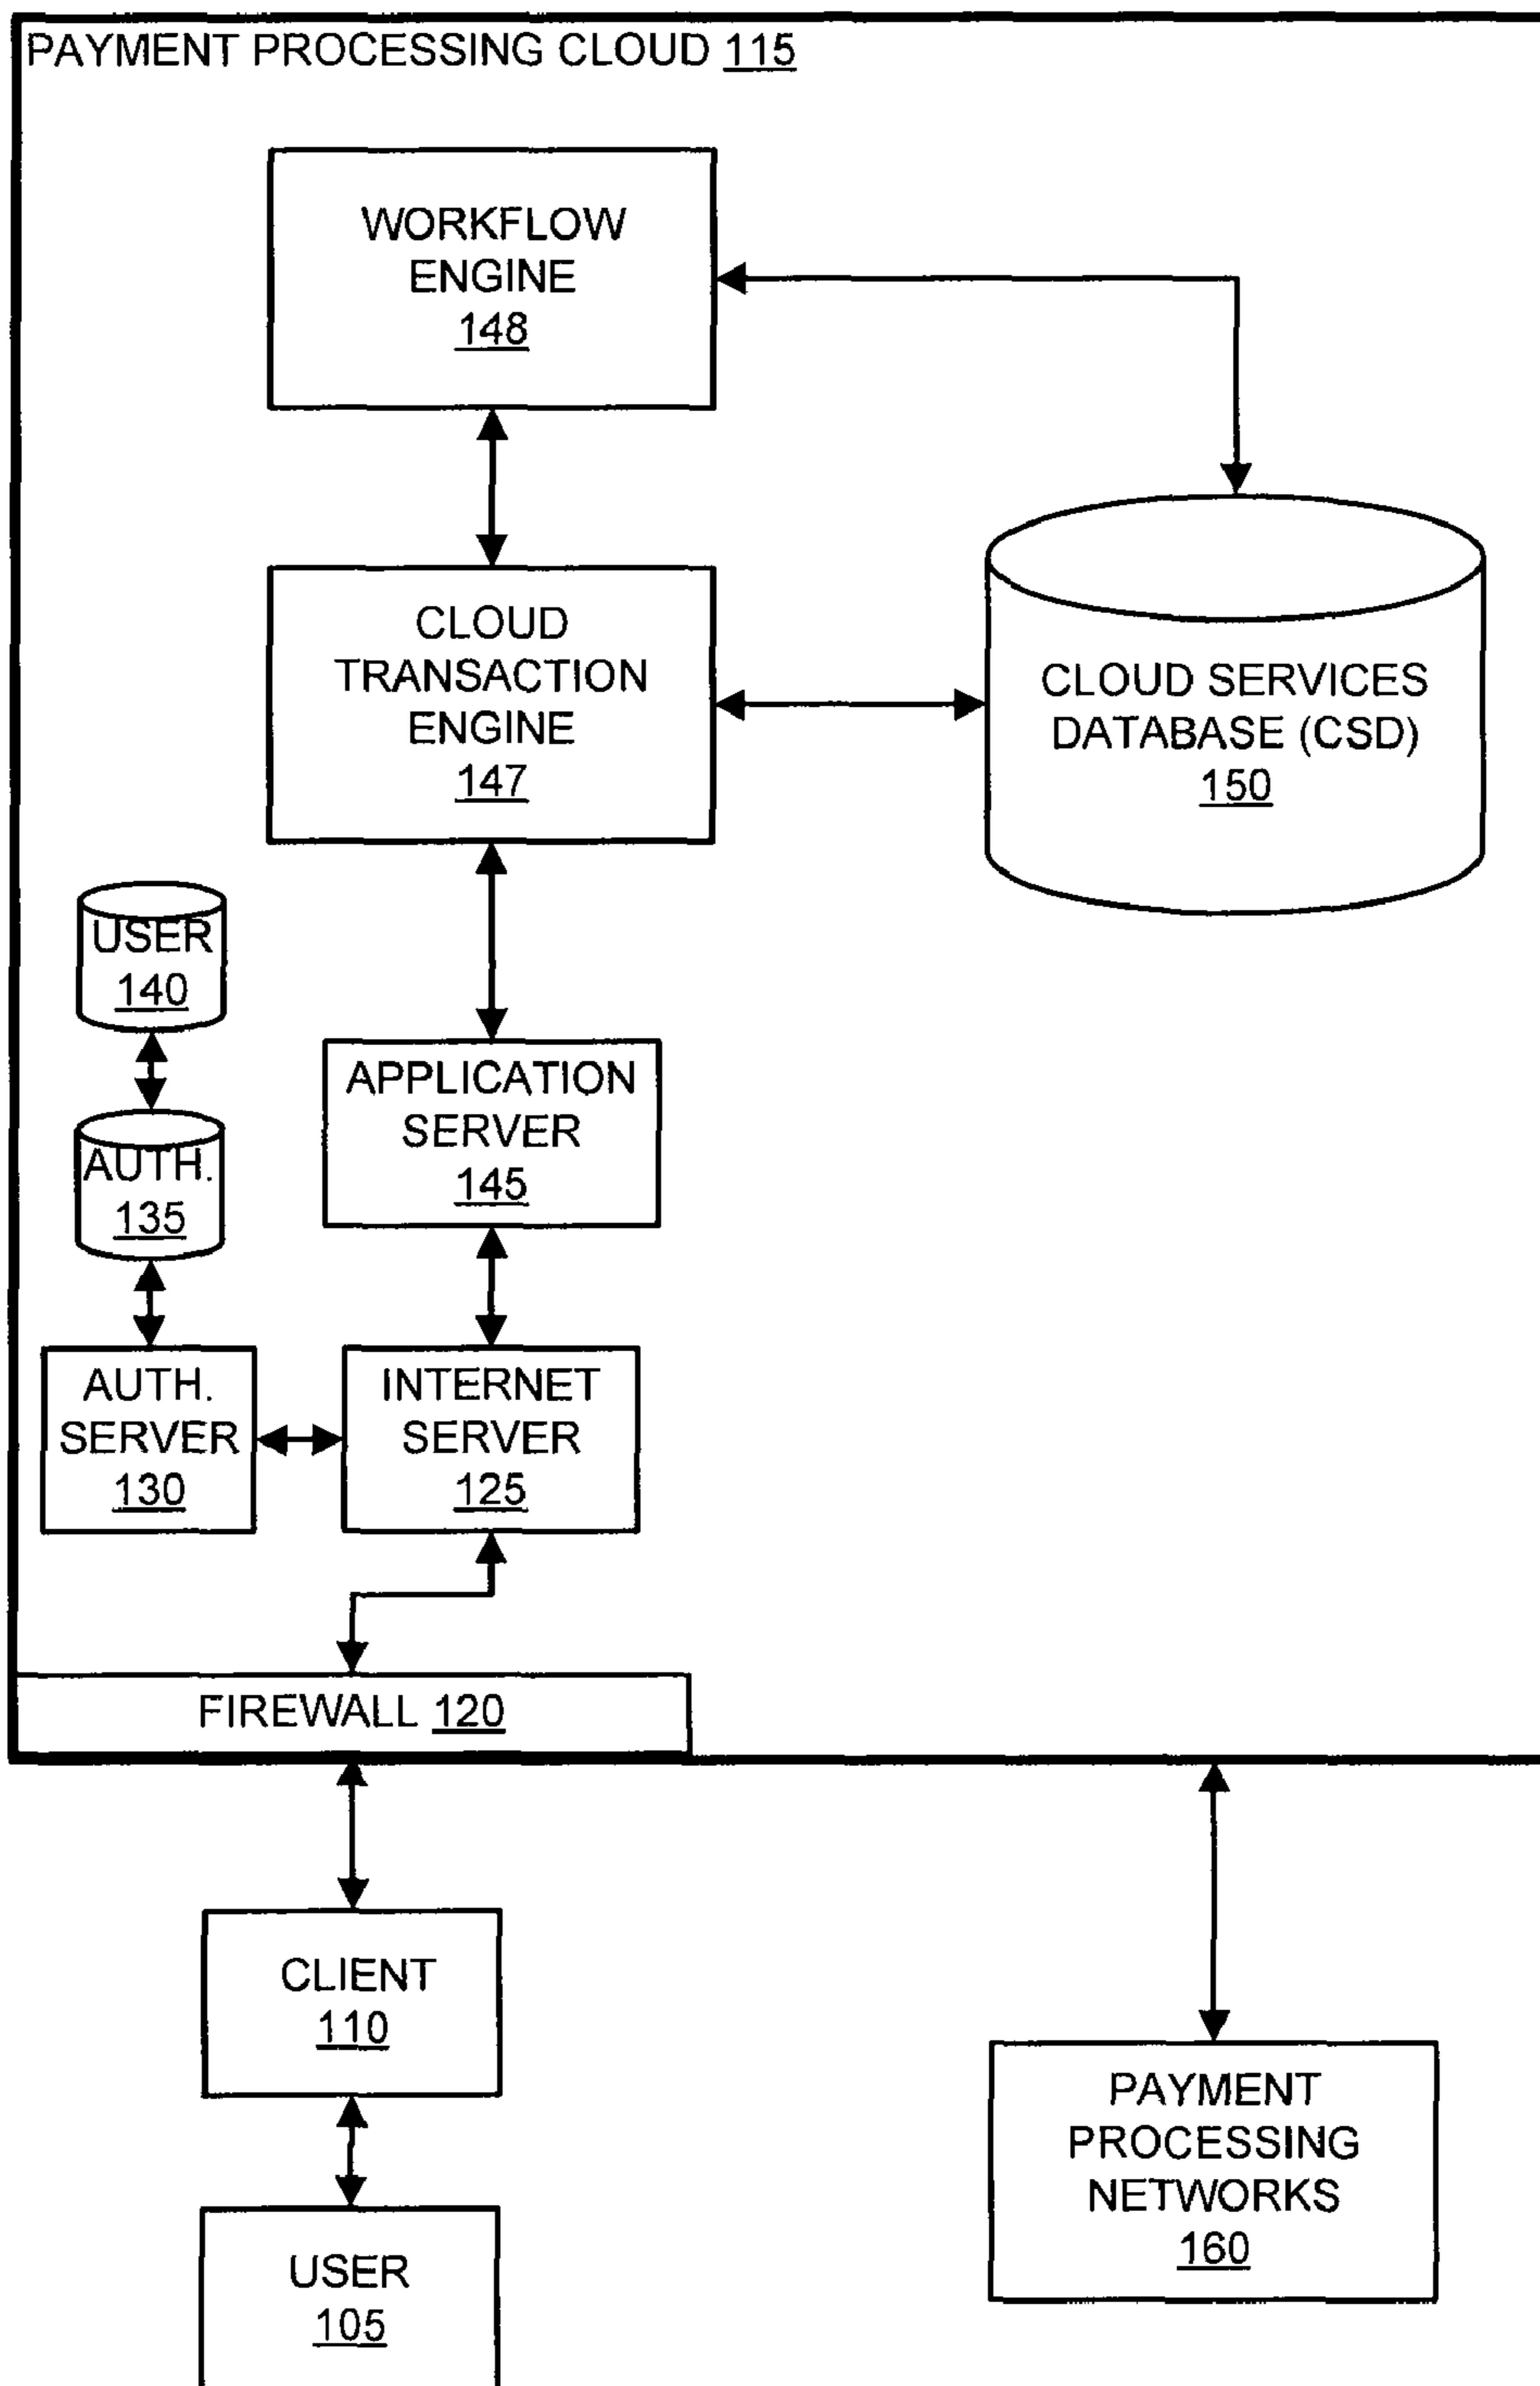 PAYMENT PROCESSING CLOUD 115
WORKFLOW
ENGINE
148
CLOUD
TRANSACTION
ENGINE
147
CLOUD SERVICES
DATABASE (CSD)
150
USER
140
AUTH.
135
APPLICATION
SERVER
145
AUTH.
SERVER
130
INTERNET
SERVER
125
FIREWALL 120
CLIENT
110
USER
105
PAYMENT
PROCESSING
NETWORKS
160